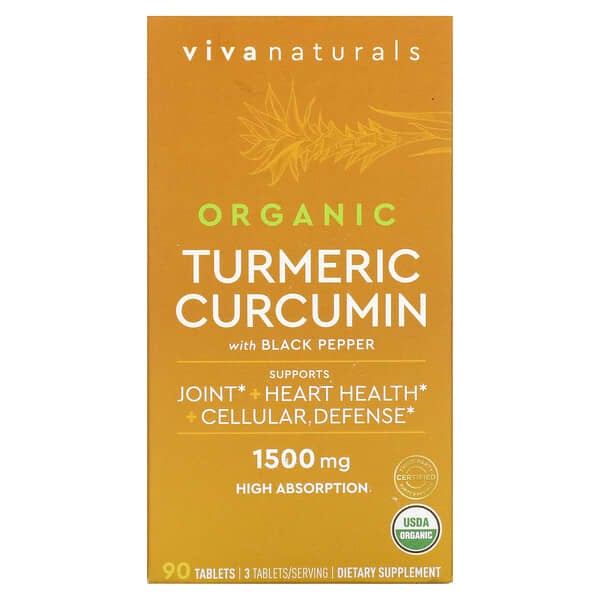 vivanaturals
ORGANIC
TURMERIC
CURCUMIN
with BLACK PEPPER
SUPPORTS
JOINT* + HEART HEALTH*
+ CELLULAR DEFENSE*
1500 mg
HIGH ABSORPTION
CERTIFIED
USDA
ORGANIC
90 TABLETS | 3 TABLETS/SERVING | DIETARY SUPPLEMENT